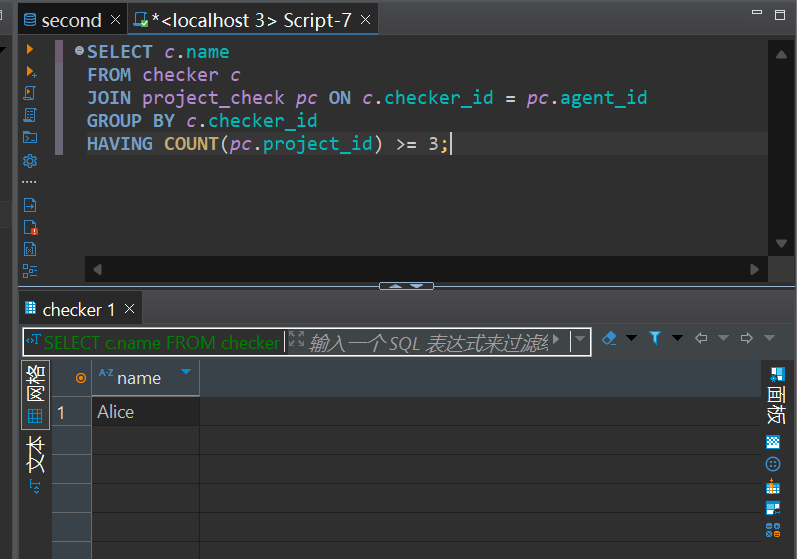 second
*<localhost 3> Script-7
SELECT c.name
FROM checker c
JOIN project_check pc ON c.checker_id = pc.agent_id
GROUP BY c.checker_id
HAVING COUNT(pc.project_id) >= 3;
checker 1
SELECT c.name FROM checker
输入一个 SQL 表达式来过滤
网格
文本
A-Z name
1 Alice
面板